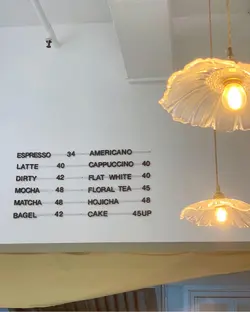 ESPRESSO 34 AMERICANO
LATTE 40 CAPPUCCINO 40
DIRTY 42 FLAT WHITE 40
MOCHA 48 FLORAL TEA 45
MATCHA 48 HOJICHA 48
BAGEL 42 CAKE 45UP